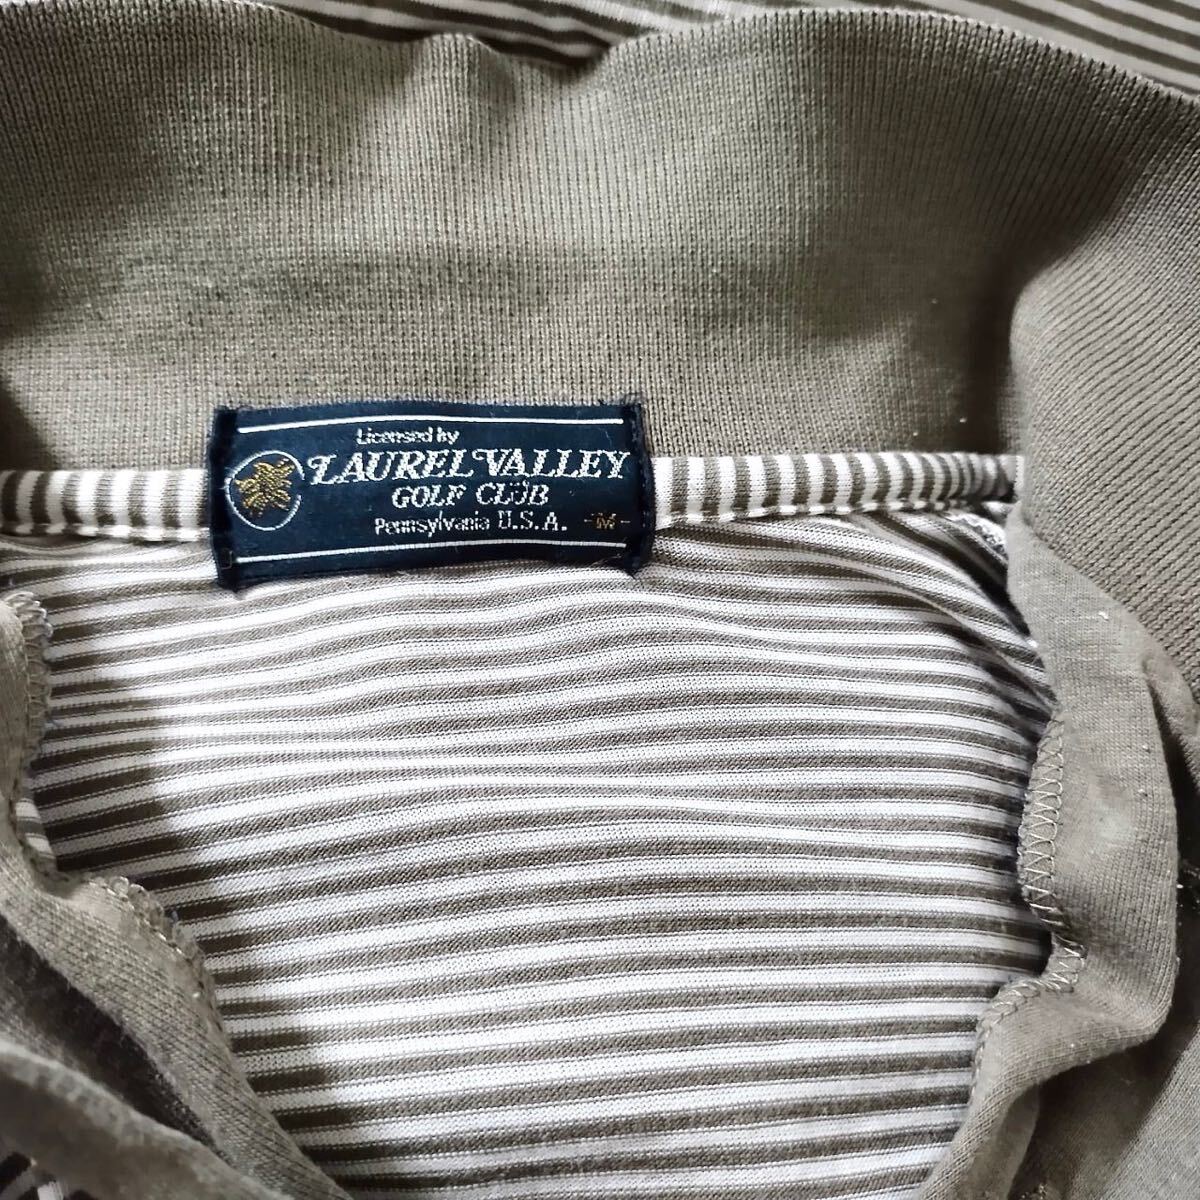 Licensed by
LAUREL VALLEY
GOLF CLUB
Pennsylvania U.S.A. -M-